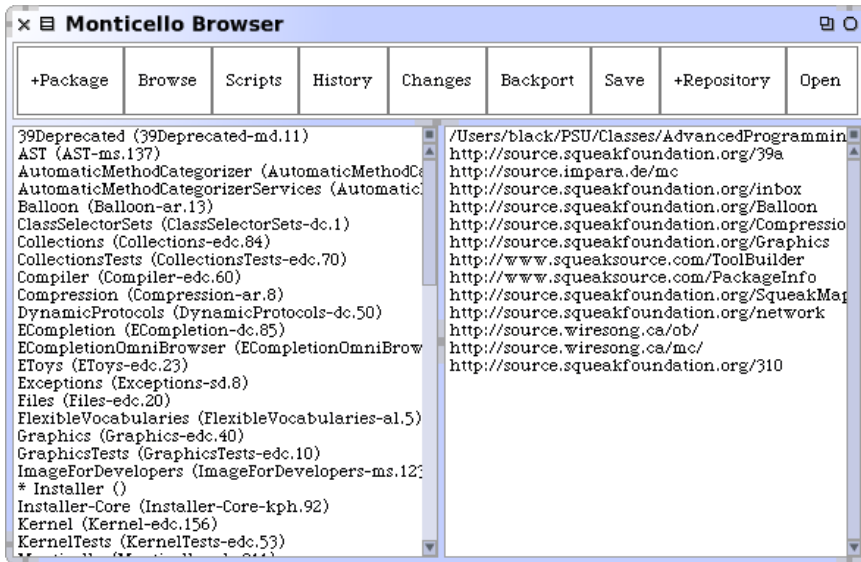 Monticello Browser
+Package Browse Scripts History Changes Backport Save +Repository Open
39Deprecated (39Deprecated-md.11)
AST (AST-ms.137)
AutomaticMethodCategorizer (AutomaticMethodCa
AutomaticMethodCategorizerServices (Automatic
Balloon (Balloon-ar.13)
ClassSelectorSets (ClassSelectorSets-dc.1)
Collections (Collections-edc.84)
CollectionsTests (CollectionsTests-edc.70)
Compiler (Compiler-edc.60)
Compression (Compression-ar.8)
DynamicProtocols (DynamicProtocols-dc.50)
ECompletion (ECompletion-dc.85)
ECompletionOmniBrowser (ECompletionOmniBrow
EToys (EToys-edc.23)
Exceptions (Exceptions-sd.8)
Files (Files-edc.20)
FlexibleVocabularies (FlexibleVocabularies-al.5)
Graphics (Graphics-edc.40)
GraphicsTests (GraphicsTests-edc.10)
ImageForDevelopers (ImageForDevelopers-ms.123
* Installer ()
Installer-Core (Installer-Core-kph.92)
Kernel (Kernel-edc.156)
KernelTests (KernelTests-edc.53)
/Users/black/PSU/Classes/AdvancedProgrammin
http://source.squeakfoundation.org/39a
http://source.impara.de/mc
http://source.squeakfoundation.org/inbox
http://source.squeakfoundation.org/Balloon
http://source.squeakfoundation.org/Compressio
http://source.squeakfoundation.org/Graphics
http://www.squeaksource.com/ToolBuilder
http://www.squeaksource.com/PackageInfo
http://source.squeakfoundation.org/SqueakMap
http://source.squeakfoundation.org/network
http://source.wiresong.ca/ob/
http://source.wiresong.ca/mc/
http://source.squeakfoundation.org/310